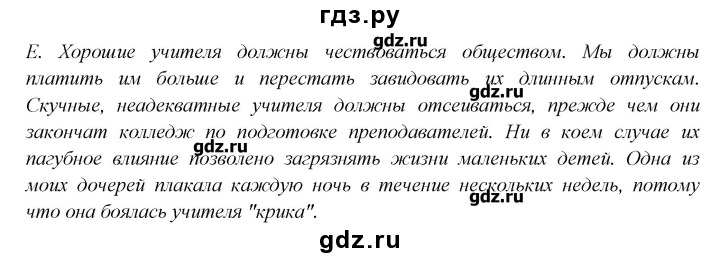 гдз.ру
Е. Хорошие учителя должны чествоваться обществом. Мы должны
gdz.ru
платить им больше и перестать завидовать их длинным отпускам.
gdz.ru
Скучные, неадекватные учителя должны отсеиваться, прежде чем они
закончат колледж по подготовке преподавателей. Ни в коем случае их
gdz.ru
пагубное влияние позволено загрязнять жизни маленьких детей. Одна из
моих дочерей плакала каждую ночь в течение нескольких недель, потому
gdz.ru
что она боялась учителя "крика".
gdz.ru